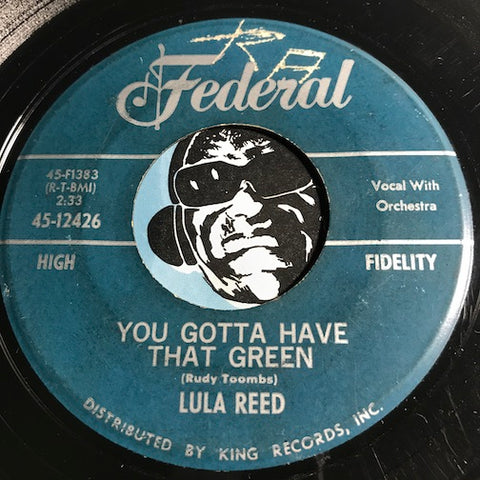 RA
Federal
45-F1383
(R-T-BMI)
2:33
45-12426
Vocal With
Orchestra
HIGH FIDELITY
YOU GOTTA HAVE
THAT GREEN
(Rudy Toombs)
LULA REED
DISTRIBUTED BY KING RECORDS, INC.